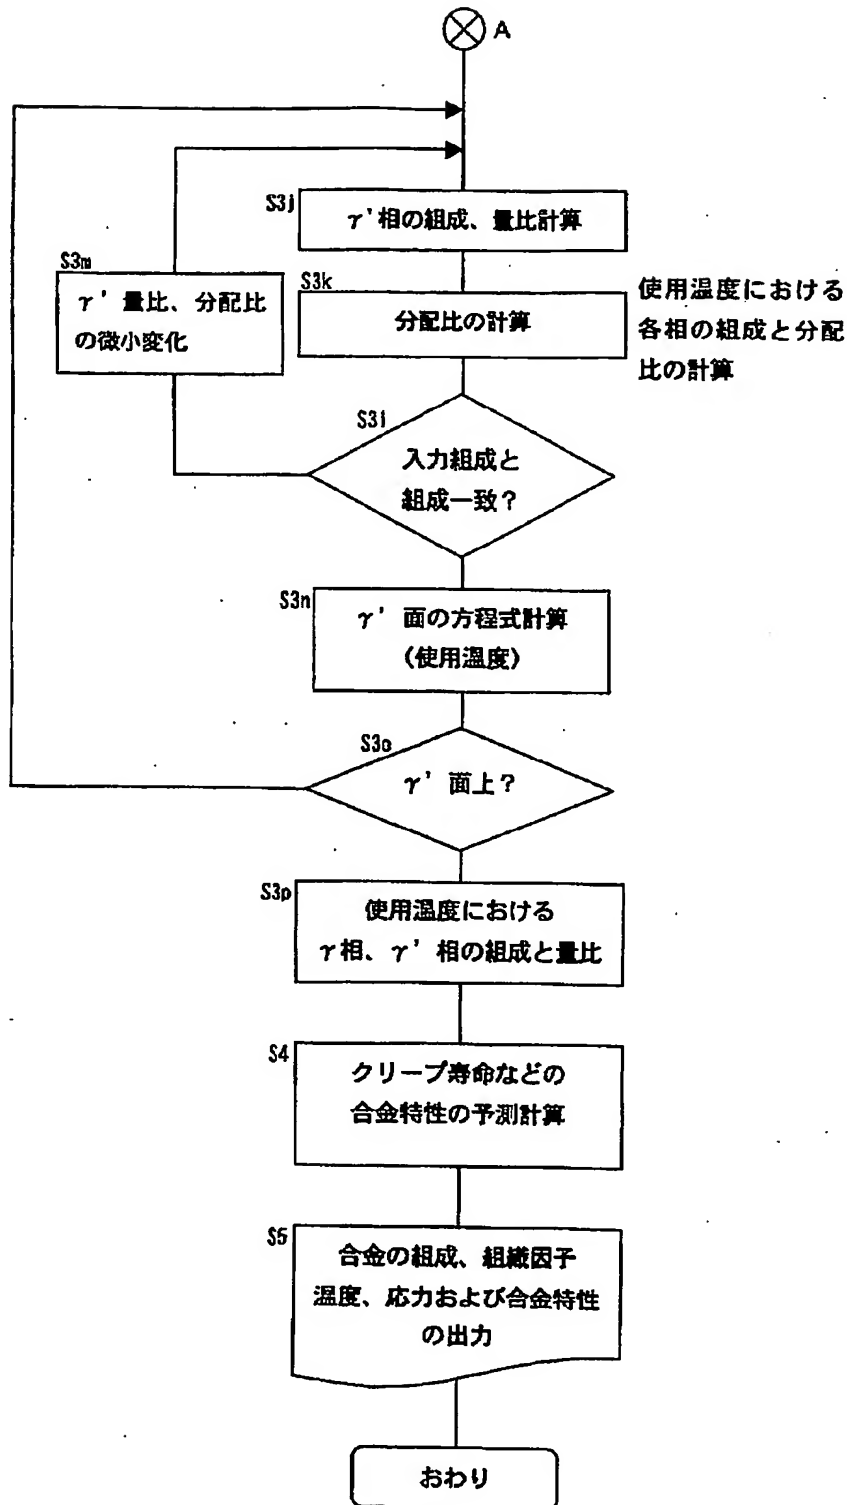 A
S3j
γ'相の組成、量比計算
S3m
γ' 量比、分配比
の微小変化
S3k
分配比の計算
使用温度における
各相の組成と分配
比の計算
S3l
入力組成と
組成一致?
S3n
γ' 面の方程式計算
(使用温度)
S3o
γ' 面上?
S3p
使用温度における
γ相、γ' 相の組成と量比
S4
クリープ寿命などの
合金特性の予測計算
S5
合金の組成、組織因子
温度、応力および合金特性
の出力
おわり